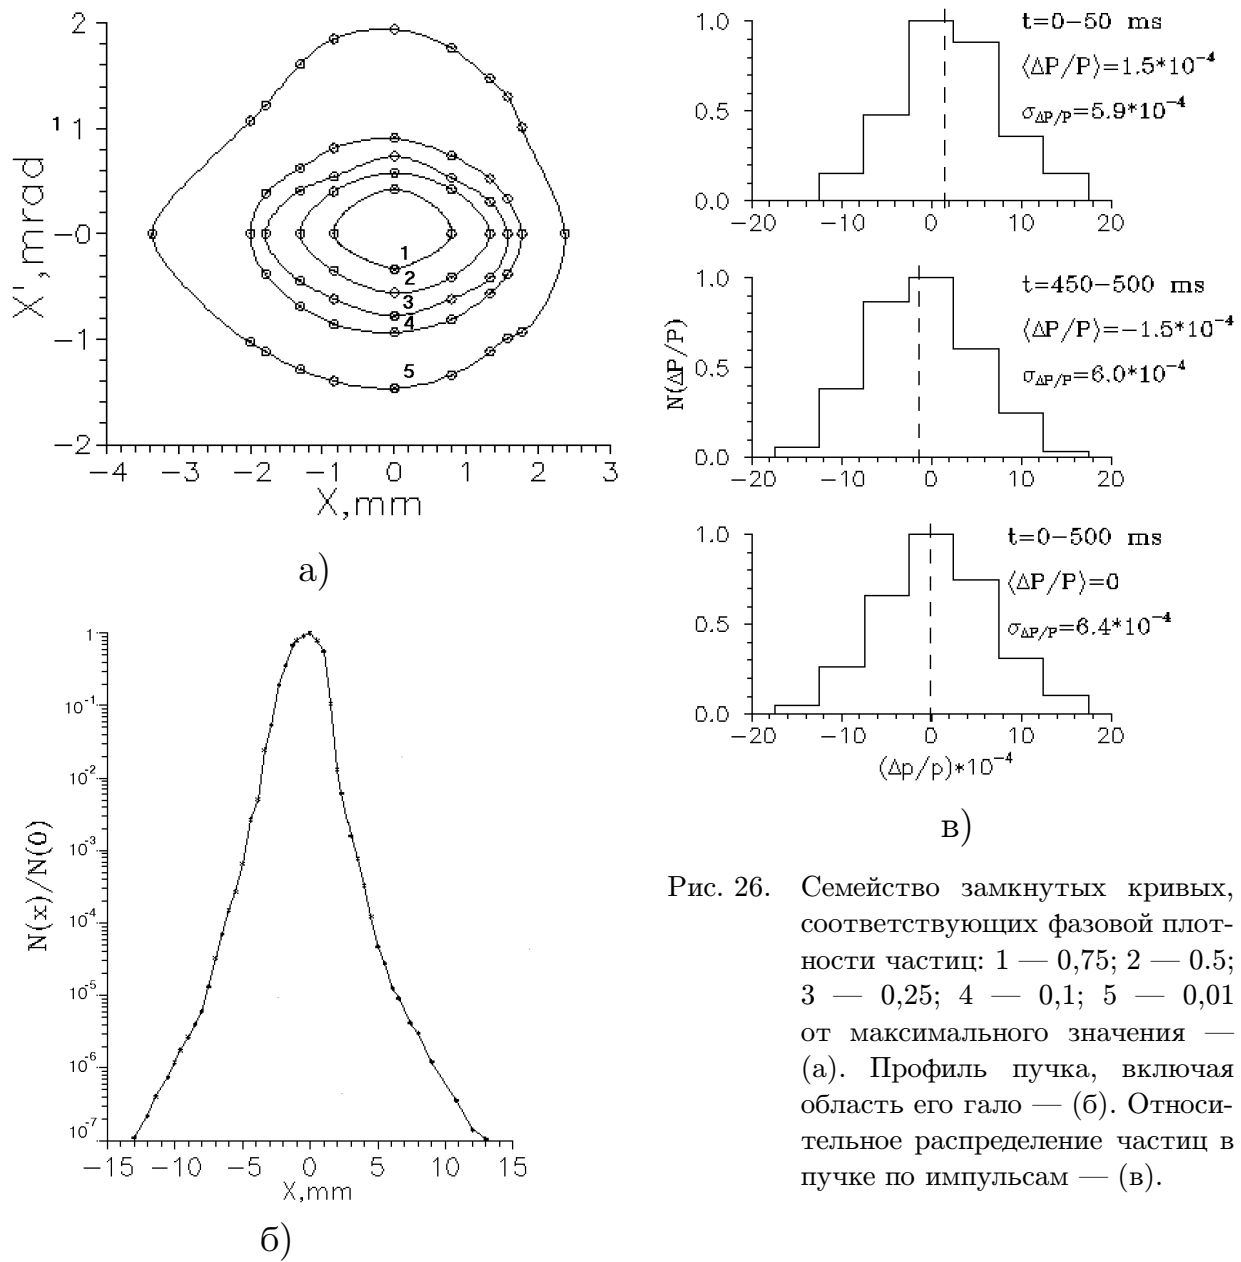 2
1 1
−0
−1
−2
X',mrad
1
2
3
4
5
−4 −3 −2 −1 0 1 2 3
X,mm
а)
1
10⁻¹
10⁻²
10⁻³
10⁻⁴
10⁻⁵
10⁻⁶
10⁻⁷
N(x)/N(0)
−15 −10 −5 0 5 10 15
X,mm
б)
1.0
0.5
0.0
t=0−50 ms
⟨ΔP/P⟩=1.5*10⁻⁴
σΔP/P=5.9*10⁻⁴
−20 −10 0 10 20
1.0
0.5
0.0
t=450−500 ms
⟨ΔP/P⟩=−1.5*10⁻⁴
σΔP/P=6.0*10⁻⁴
N(ΔP/P)
−20 −10 0 10 20
1.0
0.5
0.0
t=0−500 ms
⟨ΔP/P⟩=0
σΔP/P=6.4*10⁻⁴
−20 −10 0 10 20
(Δp/p)*10⁻⁴
в)
Рис. 26. Семейство замкнутых кривых,
соответствующих фазовой плот-
ности частиц: 1 — 0,75; 2 — 0.5;
3 — 0,25; 4 — 0,1; 5 — 0,01
от максимального значения —
(а). Профиль пучка, включая
область его гало — (б). Относи-
тельное распределение частиц в
пучке по импульсам — (в).